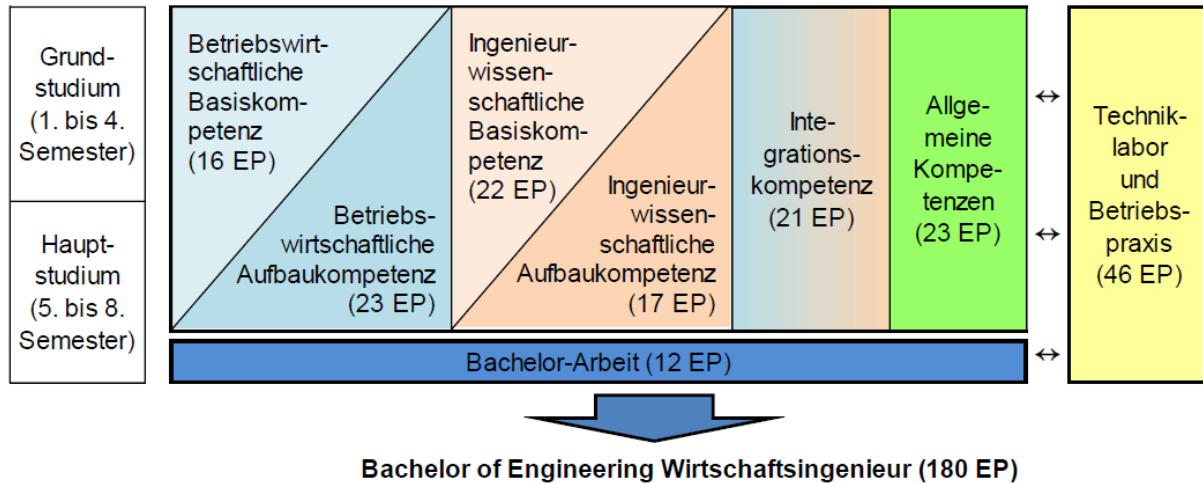 Grund-
studium
(1. bis 4.
Semester)
Haupt-
studium
(5. bis 8.
Semester)
Betriebswirt-
schaftliche
Basiskom-
petenz
(16 EP)
Betriebs-
wirtschaftliche
Aufbaukompetenz
(23 EP)
Ingenieur-
wissen-
schaftliche
Basiskom-
petenz
(22 EP)
Ingenieur-
wissen-
schaftliche
Aufbaukompetenz
(17 EP)
Inte-
grations-
kompetenz
(21 EP)
Allge-
meine
Kompe-
tenzen
(23 EP)
↔
↔
↔
Technik-
labor
und
Betriebs-
praxis
(46 EP)
Bachelor-Arbeit (12 EP)
Bachelor of Engineering Wirtschaftsingenieur (180 EP)